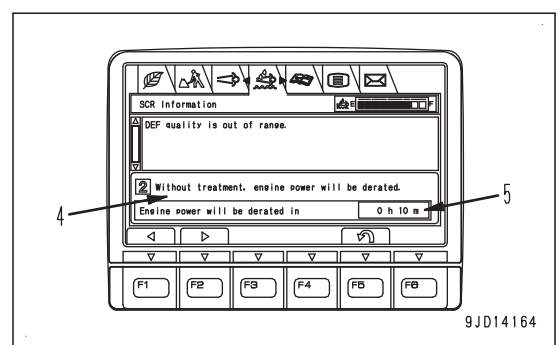 SCR Information
E F
DEF quality is out of range.
2 Without treatment, engine power will be derated.
4
5
Engine power will be derated in 0 h 10 m
F1 F2 F3 F4 F5 F6
9JD14164